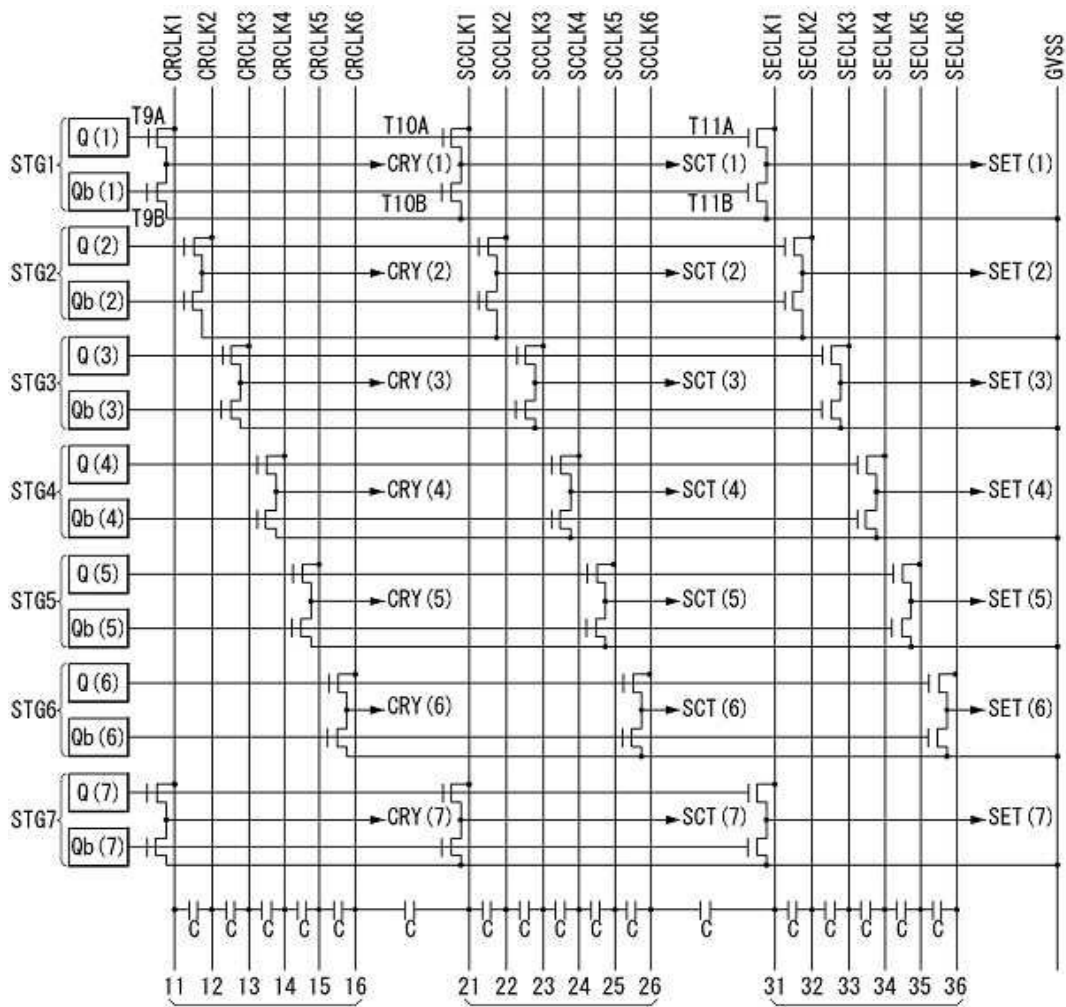 CRCLK1 CRCLK2 CRCLK3 CRCLK4 CRCLK5 CRCLK6 SCCLK1 SCCLK2 SCCLK3 SCCLK4 SCCLK5 SCCLK6 SECLK1 SECLK2 SECLK3 SECLK4 SECLK5 SECLK6 GVSS
T9A T10A T11A
Q(1)
STG1 CRY(1) SCT(1) SET(1)
Qb(1)
T9B T10B T11B
Q(2)
STG2 CRY(2) SCT(2) SET(2)
Qb(2)
Q(3)
STG3 CRY(3) SCT(3) SET(3)
Qb(3)
Q(4)
STG4 CRY(4) SCT(4) SET(4)
Qb(4)
Q(5)
STG5 CRY(5) SCT(5) SET(5)
Qb(5)
Q(6)
STG6 CRY(6) SCT(6) SET(6)
Qb(6)
Q(7)
STG7 CRY(7) SCT(7) SET(7)
Qb(7)
C C C C C C C C C C C C C C C C C
11 12 13 14 15 16 21 22 23 24 25 26 31 32 33 34 35 36